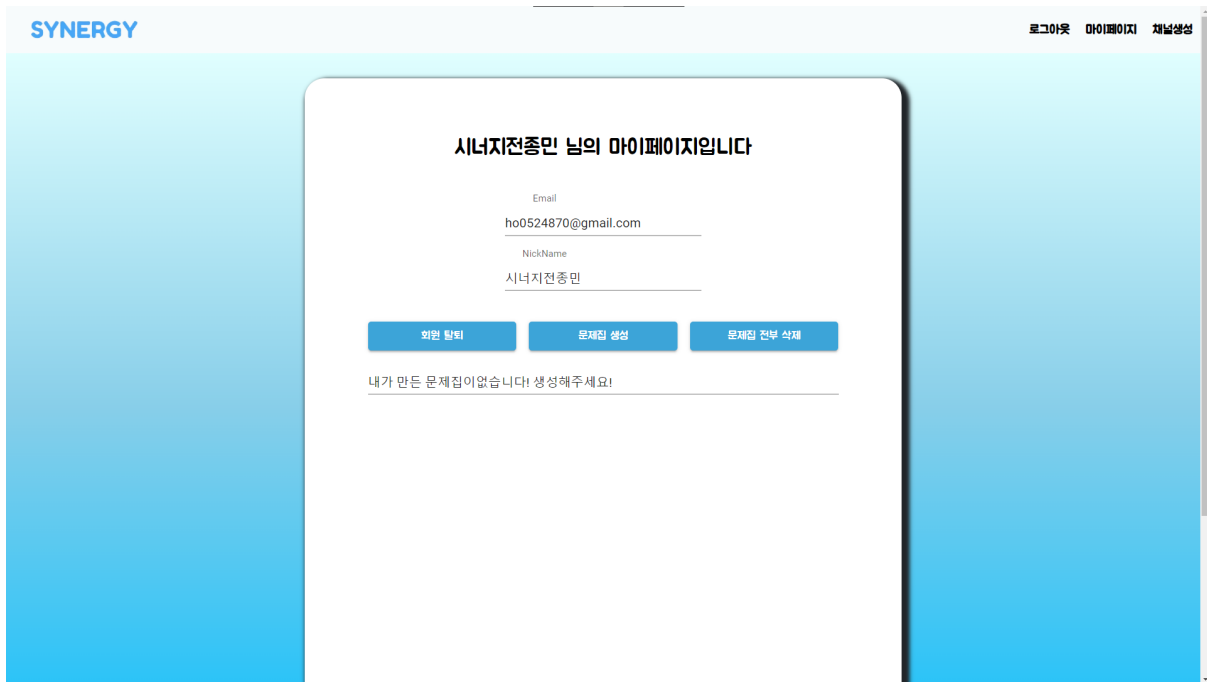 SYNERGY
로그아웃 마이페이지 채널생성
시너지전종민 님의 마이페이지입니다
Email
ho0524870@gmail.com
NickName
시너지전종민
회원 탈퇴 문제집 생성 문제집 전부 삭제
내가 만든 문제집이없습니다! 생성해주세요!